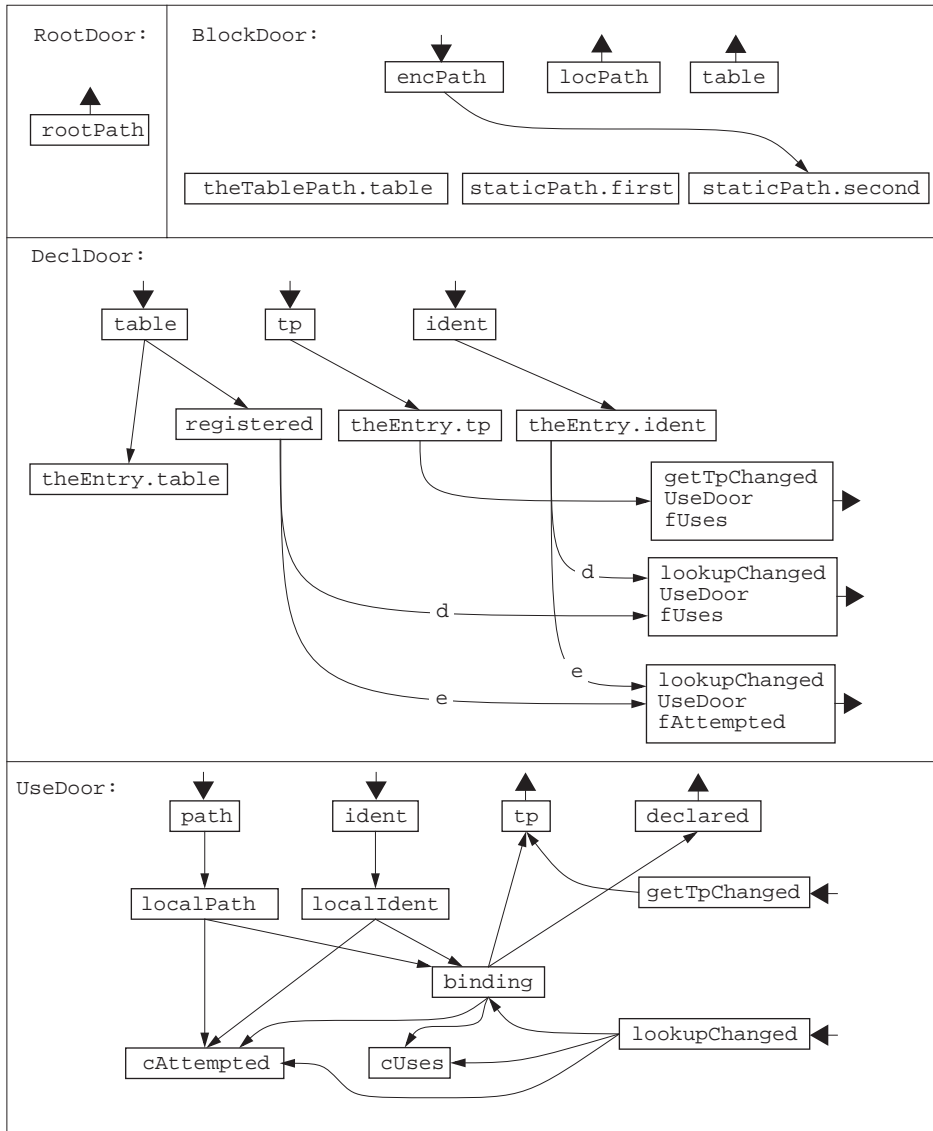 RootDoor:
rootPath
BlockDoor:
encPath
locPath
table
theTablePath.table
staticPath.first
staticPath.second
DeclDoor:
table
tp
ident
registered
theEntry.tp
theEntry.ident
theEntry.table
getTpChanged
UseDoor
fUses
d
lookupChanged
UseDoor
fUses
d
e
lookupChanged
UseDoor
fAttempted
e
UseDoor:
path
ident
tp
declared
getTpChanged
localPath
localIdent
binding
lookupChanged
cAttempted
cUses